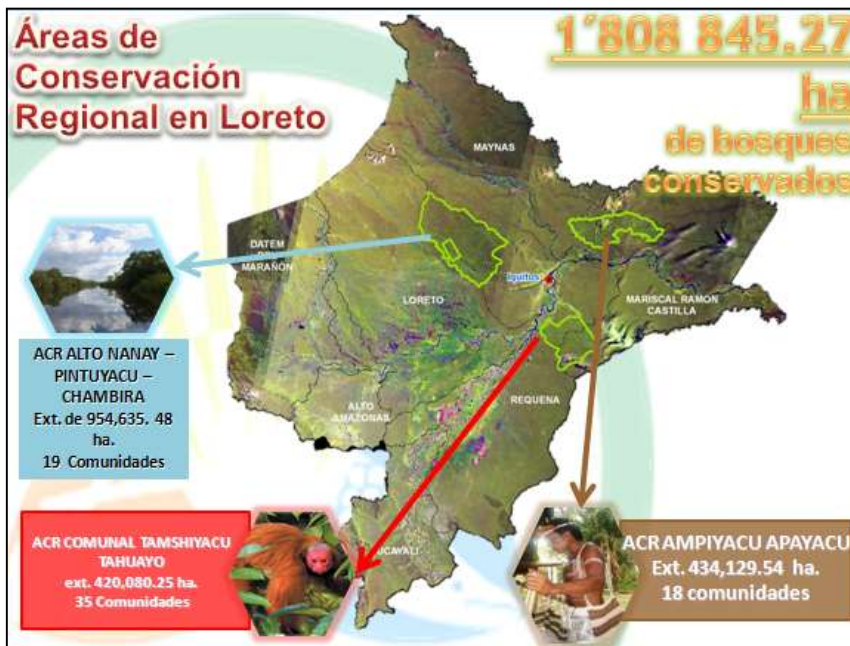 Áreas de
Conservación
Regional en Loreto
1´808 845.27
ha
de bosques
conservados
MAYNAS
DATEM
DEL
MARAÑÓN
LORETO
Iquitos
MARISCAL RAMON
CASTILLA
ALTO
AMAZONAS
REQUENA
UCAYALI
ACR ALTO NANAY –
PINTUYACU –
CHAMBIRA
Ext. de 954,635. 48
ha.
19 Comunidades
ACR COMUNAL TAMSHIYACU
TAHUAYO
ext. 420,080.25 ha.
35 Comunidades
ACR AMPIYACU APAYACU
Ext. 434,129.54 ha.
18 comunidades